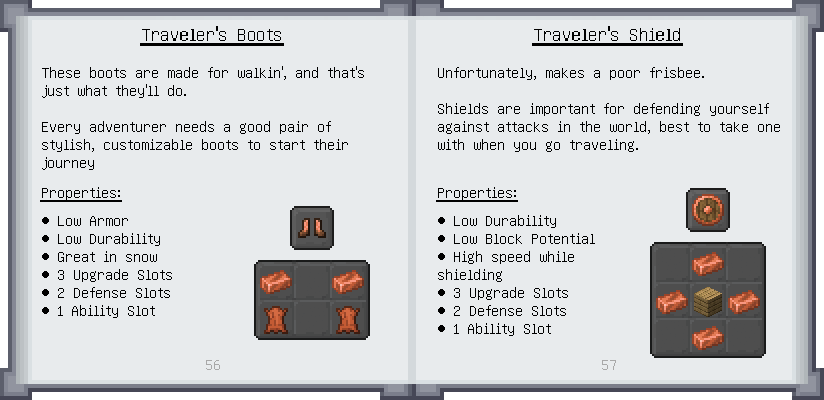 Traveler's Boots
These boots are made for walkin', and that's
just what they'll do.
Every adventurer needs a good pair of
stylish, customizable boots to start their
journey
Properties:
● Low Armor
● Low Durability
● Great in snow
● 3 Upgrade Slots
● 2 Defense Slots
● 1 Ability Slot
56
Traveler's Shield
Unfortunately, makes a poor frisbee.
Shields are important for defending yourself
against attacks in the world, best to take one
with when you go traveling.
Properties:
● Low Durability
● Low Block Potential
● High speed while
shielding
● 3 Upgrade Slots
● 2 Defense Slots
● 1 Ability Slot
57